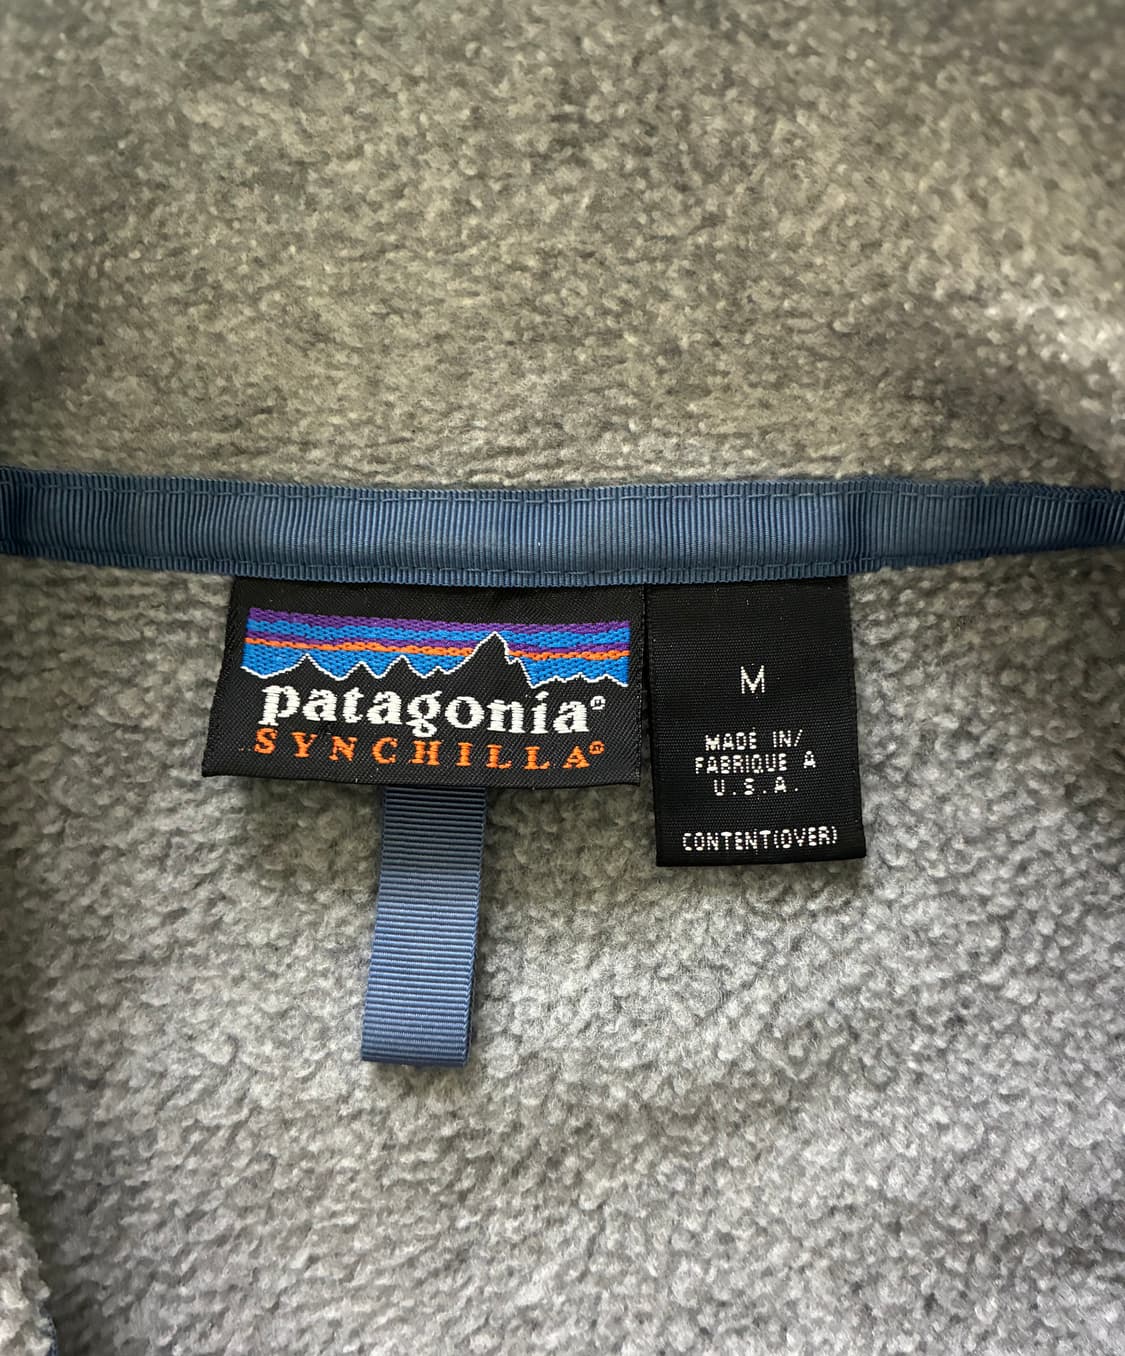 patagonia®
SYNCHILLA®
M
MADE IN/
FABRIQUE A
U.S.A.
CONTENT(OVER)